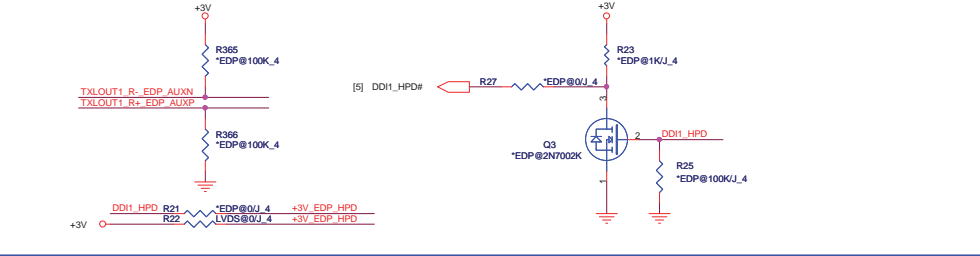 +3V
R365
*EDP@100K_4
TXLOUT1_R-_EDP_AUXN
TXLOUT1_R+_EDP_AUXP
R366
*EDP@100K_4
DDI1_HPD R21 *EDP@0/J_4 +3V_EDP_HPD
+3V R22 LVDS@0/J_4 +3V_EDP_HPD
+3V
R23
*EDP@1K/J_4
[5] DDI1_HPD# R27 *EDP@0/J_4
3
Q3
*EDP@2N7002K
2 DDI1_HPD
1
R25
*EDP@100K/J_4